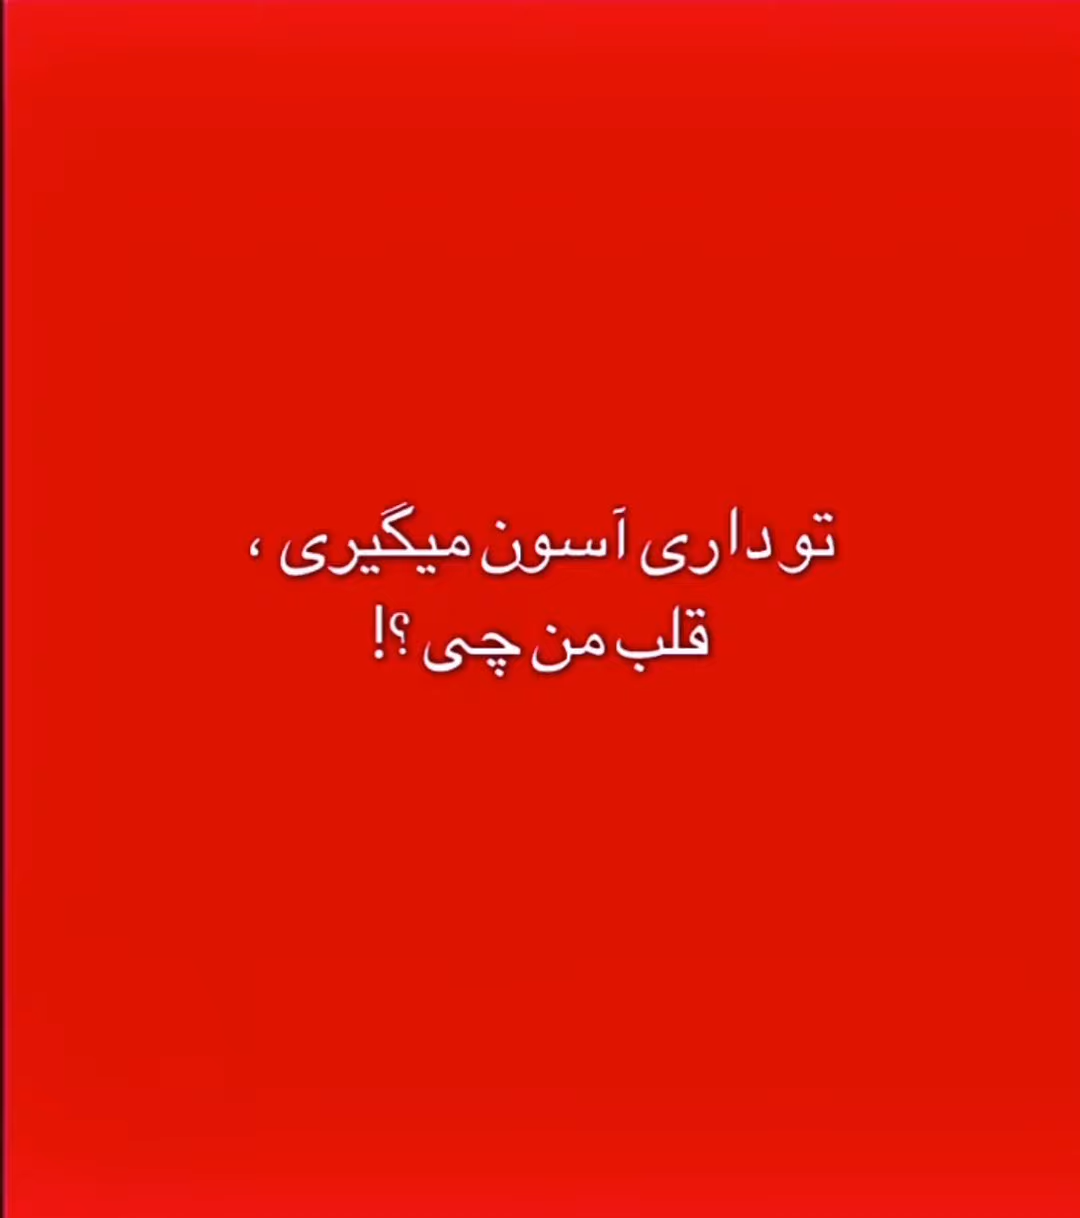 تو داری آسون میگیری ،
قلب من چی ؟!